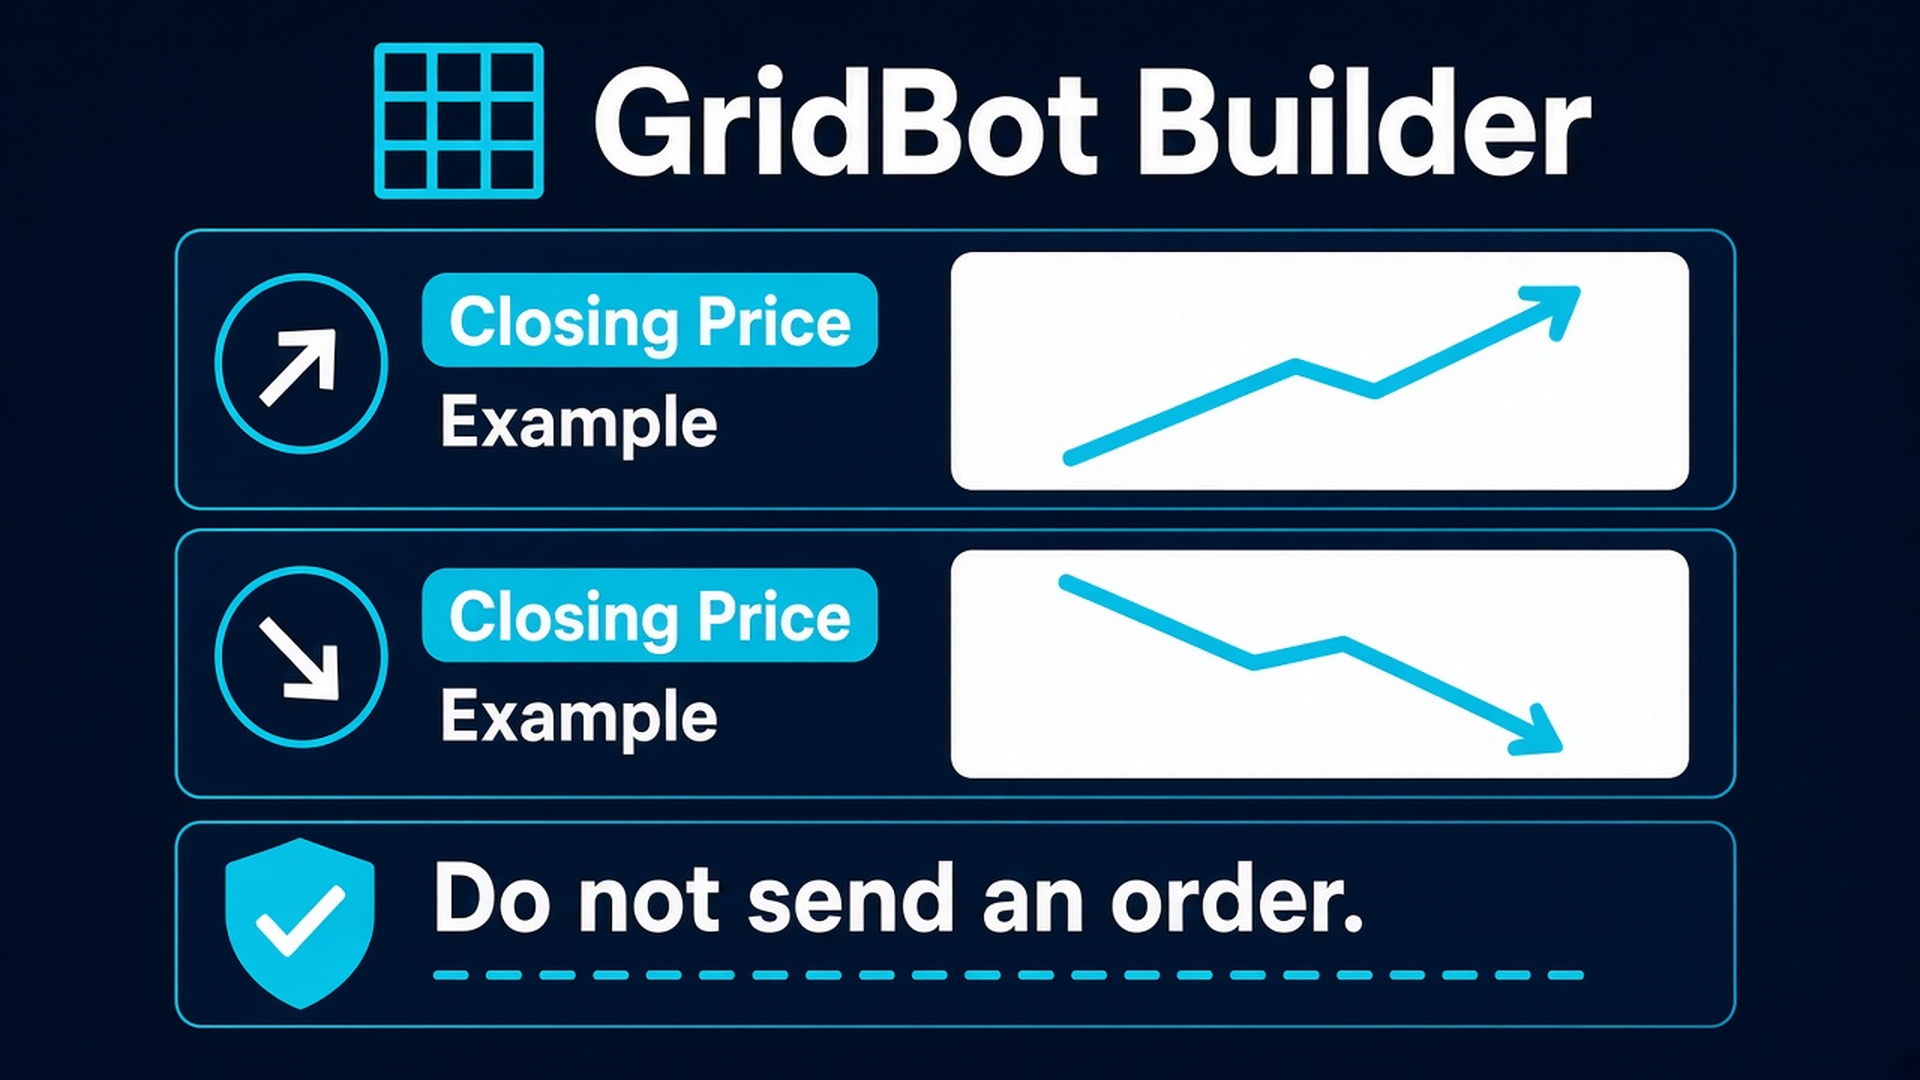 GridBot Builder
Closing Price
Example
Closing Price
Example
Do not send an order.